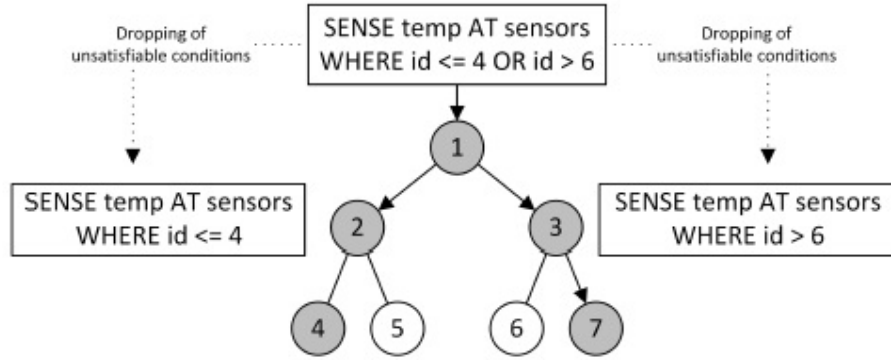 Dropping of
unsatisfiable conditions
SENSE temp AT sensors
WHERE id <= 4 OR id > 6
Dropping of
unsatisfiable conditions
1
SENSE temp AT sensors
WHERE id <= 4
2
3
SENSE temp AT sensors
WHERE id > 6
4
5
6
7